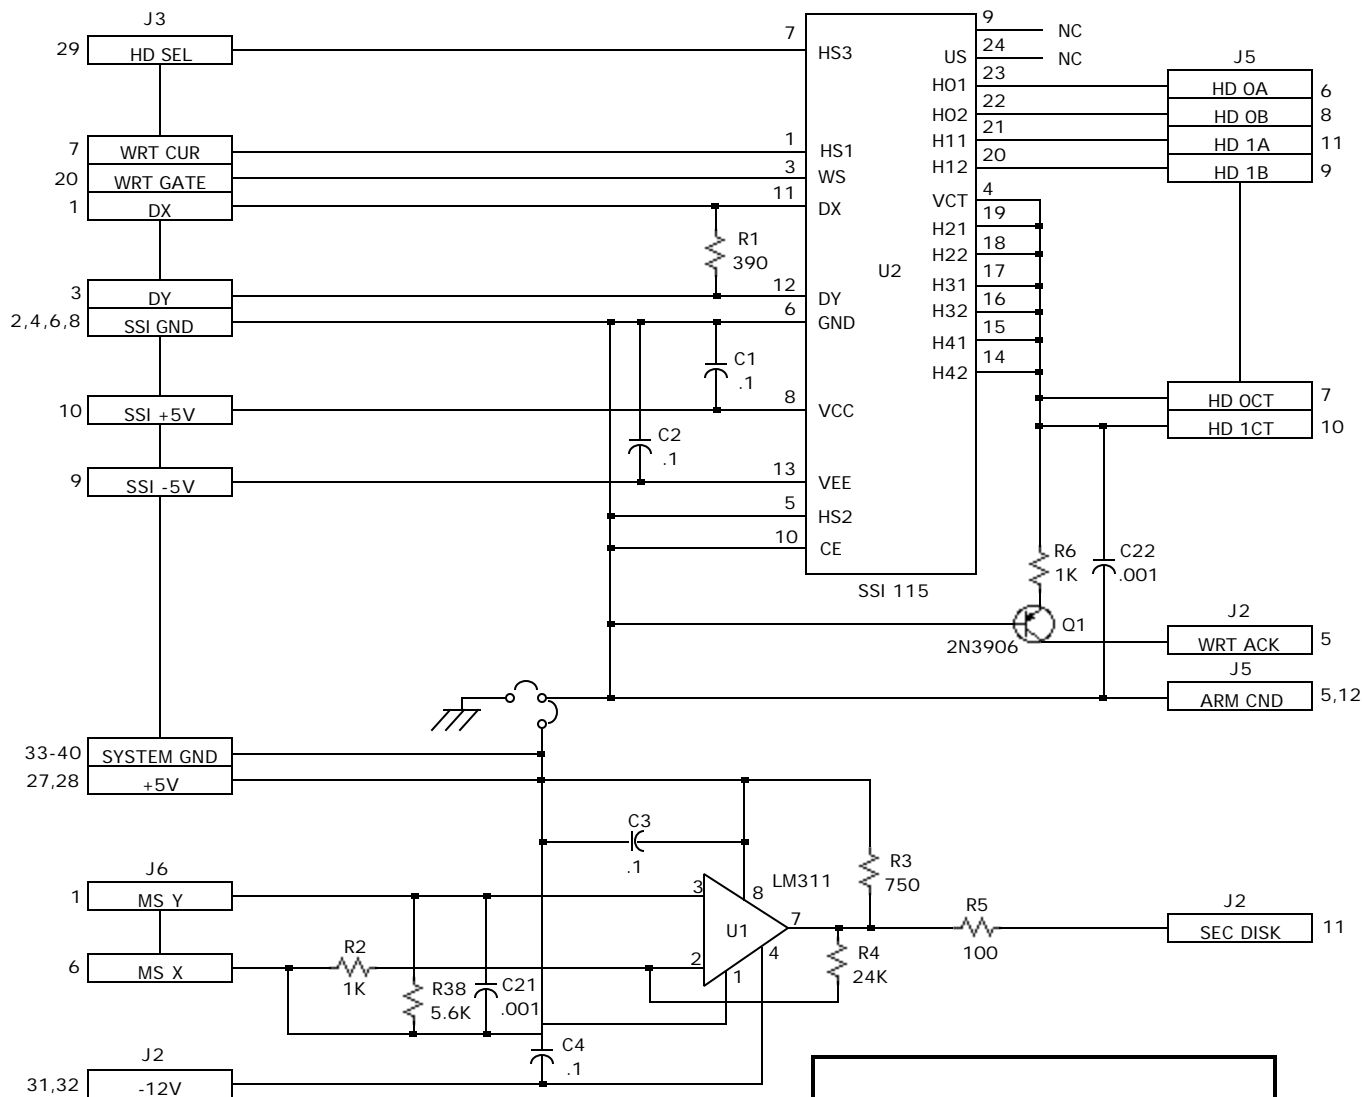 J3
29 HD SEL
7 WRT CUR
20 WRT GATE
1 DX
3 DY
2,4,6,8 SSI GND
10 SSI +5V
9 SSI -5V
33-40 SYSTEM GND
27,28 +5V
J6
1 MS Y
6 MS X
J2
31,32 -12V
R1
390
C1
.1
C2
.1
7 HS3
1 HS1
3 WS
11 DX
12 DY
6 GND
8 VCC
13 VEE
5 HS2
10 CE
U2
SSI 115
9 NC
US 24 NC
H01 23
H02 22
H11 21
H12 20
VCT 4
H21 19
H22 18
H31 17
H32 16
H41 15
H42 14
J5
HD 0A 6
HD 0B 8
HD 1A 11
HD 1B 9
HD 0CT 7
HD 1CT 10
R6
1K
C22
.001
Q1
2N3906
J2
WRT ACK 5
J5
ARM CND 5,12
C3
.1
LM311
3
8
U1
7
2
1
4
R3
750
R5
100
R4
24K
J2
SEC DISK 11
R2
1K
R38
5.6K
C21
.001
C4
.1